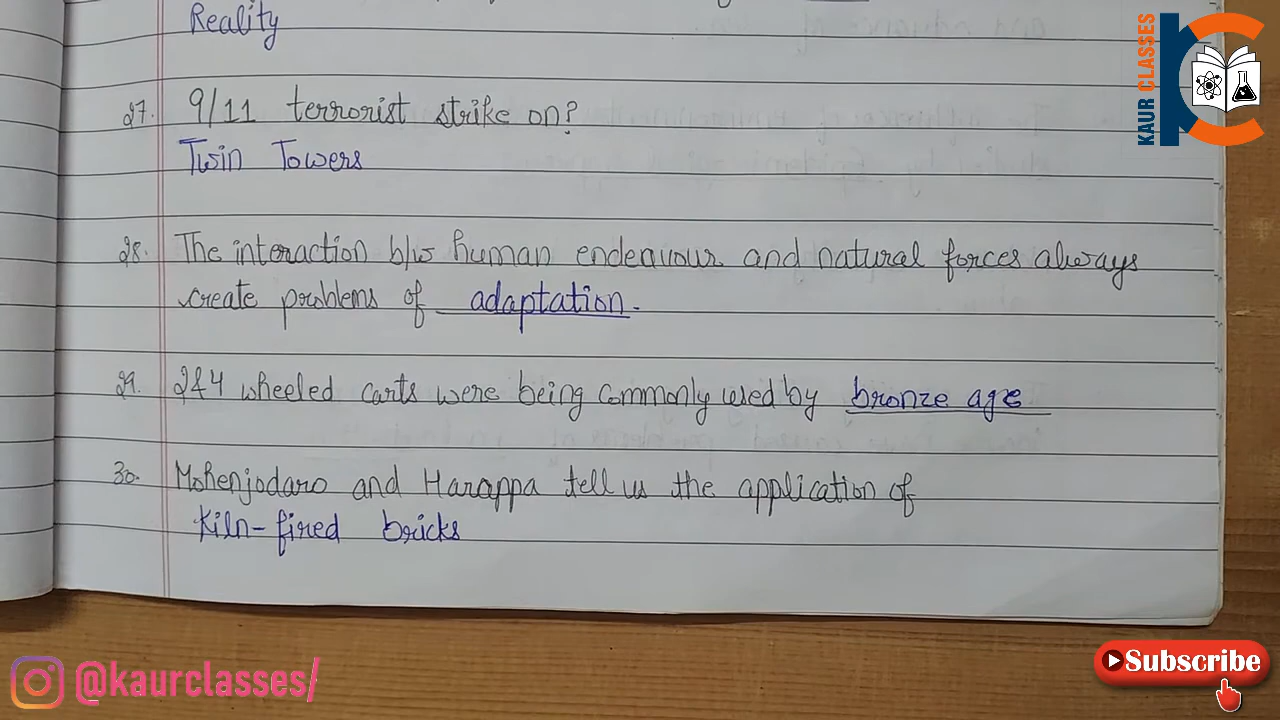 Reality
27. 9/11 terrorist strike on?
Twin Towers
28. The interaction b/w human endeavour and natural forces always
create problems of adaptation.
29. 2&4 wheeled carts were being commonly used by bronze age
30. Mohenjodaro and Harappa tell us the application of
Kiln-fired bricks
KAUR CLASSES
@kaurclasses/
Subscribe